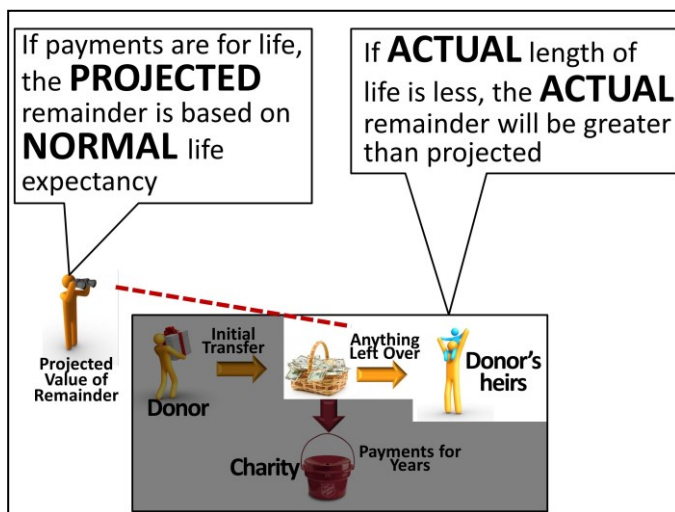 If payments are for life,
the PROJECTED
remainder is based on
NORMAL life
expectancy
If ACTUAL length of
life is less, the ACTUAL
remainder will be greater
than projected
Projected
Value of
Remainder
Initial
Transfer
Donor
Anything
Left Over
Donor's
heirs
Charity
Payments for
Years